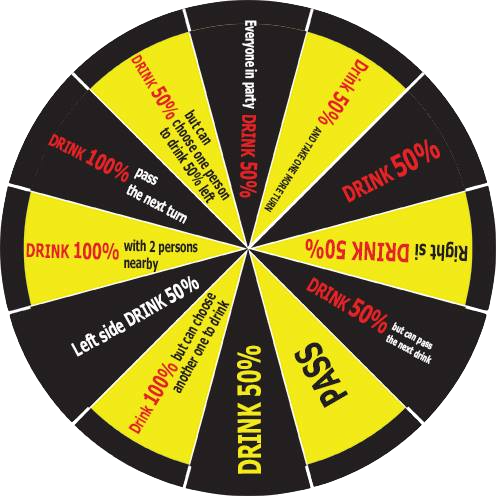 Everyone in party DRINK 50%
Drink 50% AND TAKE ONE MORE TURN
DRINK 50%
Right si DRINK 50%
DRINK 50% but can pass
the next drink
PASS
DRINK 50%
Drink 100% but can choose
another one to drink
Left side DRINK 50%
DRINK 100% with 2 persons
nearby
DRINK 100% pass
the next turn
DRINK 50% but can
choose one person
to drink 50% left